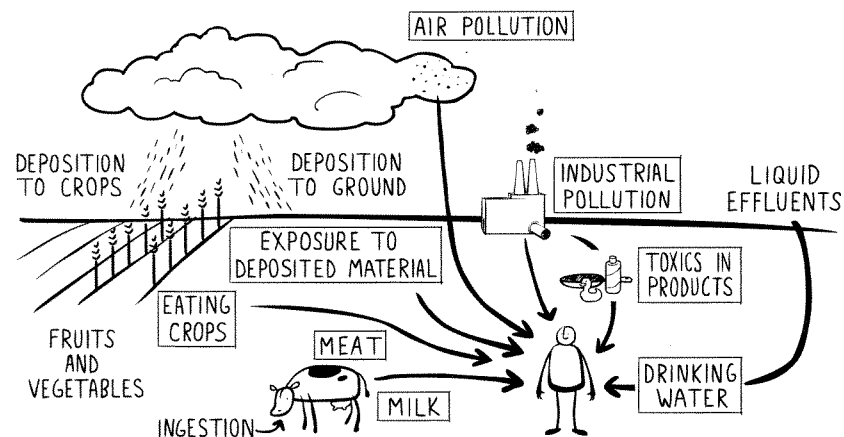 AIR POLLUTION
DEPOSITION
TO CROPS
DEPOSITION
TO GROUND
INDUSTRIAL
POLLUTION
LIQUID
EFFLUENTS
EXPOSURE TO
DEPOSITED MATERIAL
TOXICS IN
PRODUCTS
EATING
CROPS
FRUITS
AND
VEGETABLES
MEAT
MILK
INGESTION
DRINKING
WATER